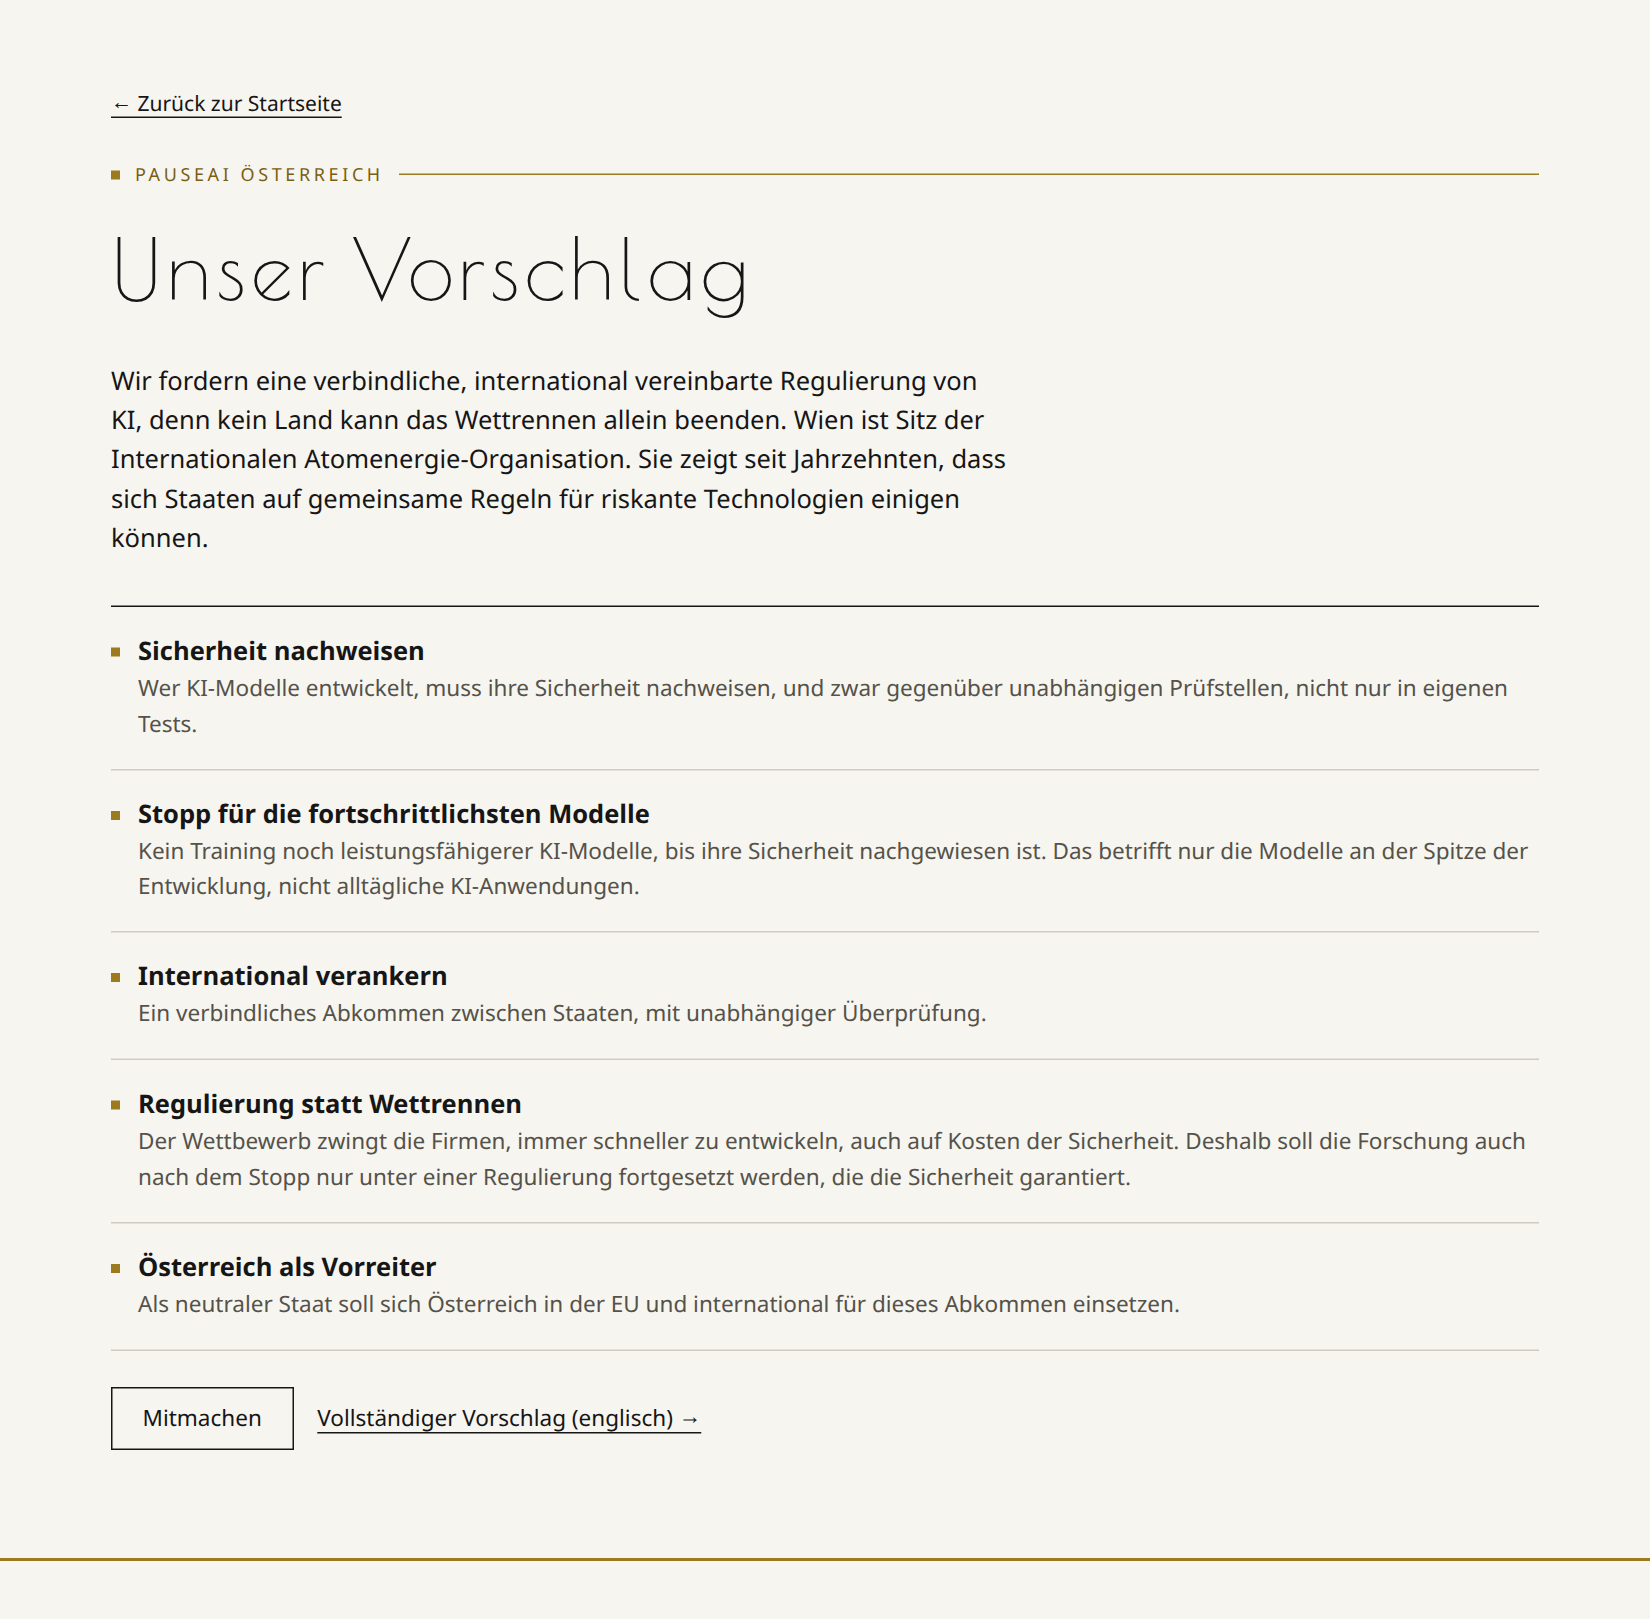 ← Zurück zur Startseite
PAUSEAI ÖSTERREICH
Unser Vorschlag
Wir fordern eine verbindliche, international vereinbarte Regulierung von
KI, denn kein Land kann das Wettrennen allein beenden. Wien ist Sitz der
Internationalen Atomenergie-Organisation. Sie zeigt seit Jahrzehnten, dass
sich Staaten auf gemeinsame Regeln für riskante Technologien einigen
können.
Sicherheit nachweisen
Wer KI-Modelle entwickelt, muss ihre Sicherheit nachweisen, und zwar gegenüber unabhängigen Prüfstellen, nicht nur in eigenen
Tests.
Stopp für die fortschrittlichsten Modelle
Kein Training noch leistungsfähigerer KI-Modelle, bis ihre Sicherheit nachgewiesen ist. Das betrifft nur die Modelle an der Spitze der
Entwicklung, nicht alltägliche KI-Anwendungen.
International verankern
Ein verbindliches Abkommen zwischen Staaten, mit unabhängiger Überprüfung.
Regulierung statt Wettrennen
Der Wettbewerb zwingt die Firmen, immer schneller zu entwickeln, auch auf Kosten der Sicherheit. Deshalb soll die Forschung auch
nach dem Stopp nur unter einer Regulierung fortgesetzt werden, die die Sicherheit garantiert.
Österreich als Vorreiter
Als neutraler Staat soll sich Österreich in der EU und international für dieses Abkommen einsetzen.
Mitmachen
Vollständiger Vorschlag (englisch) →